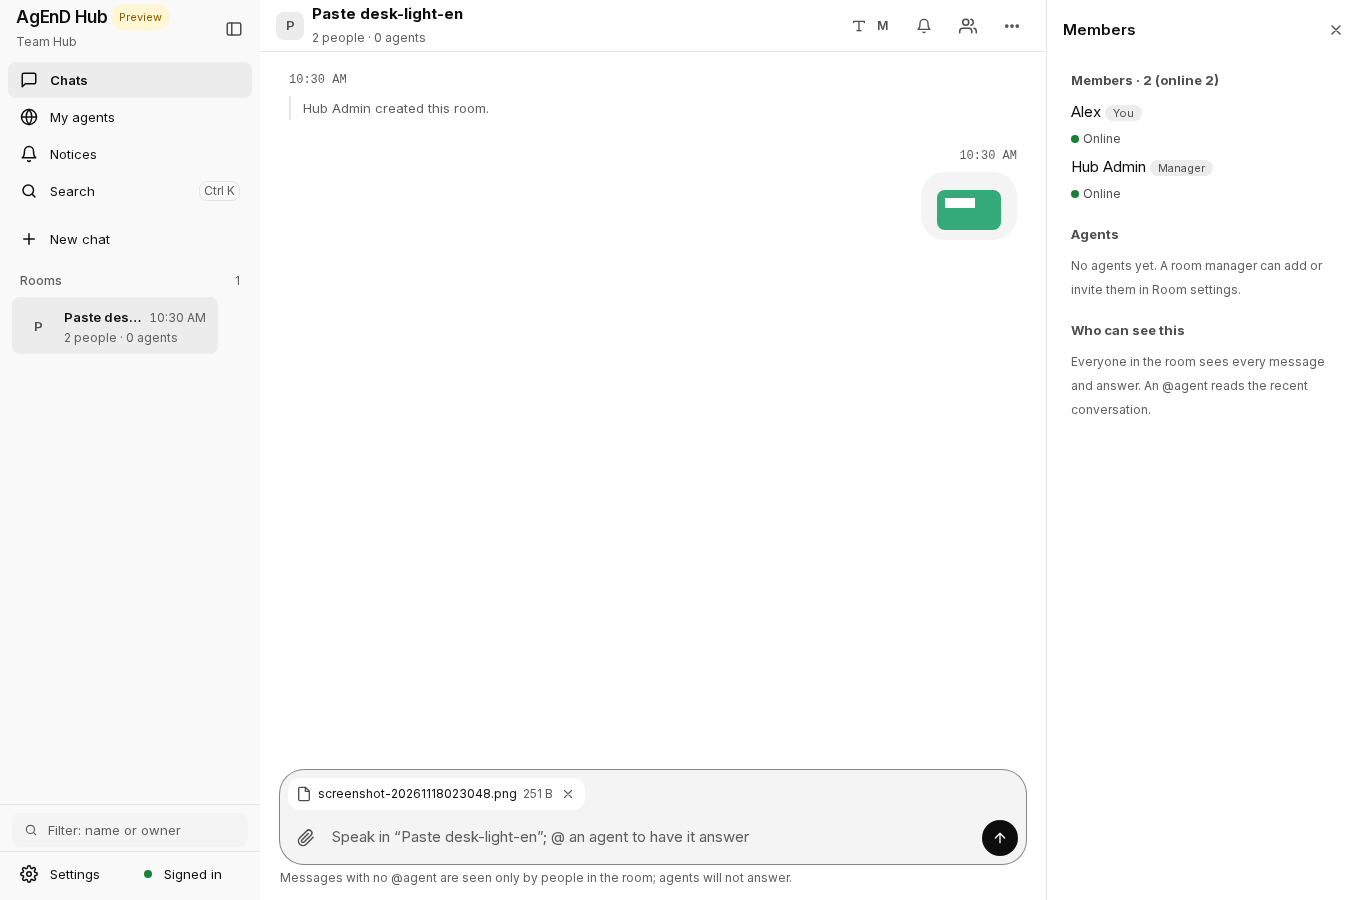 AgEnD Hub Preview
Team Hub
Chats
My agents
Notices
Search Ctrl K
New chat
Rooms 1
P Paste des... 10:30 AM
2 people · 0 agents
Filter: name or owner
Settings Signed in
P Paste desk-light-en
2 people · 0 agents
T M
10:30 AM
Hub Admin created this room.
10:30 AM
screenshot-20261118023048.png 251 B
Speak in “Paste desk-light-en”; @ an agent to have it answer
Messages with no @agent are seen only by people in the room; agents will not answer.
Members
Members · 2 (online 2)
Alex You
Online
Hub Admin Manager
Online
Agents
No agents yet. A room manager can add or
invite them in Room settings.
Who can see this
Everyone in the room sees every message
and answer. An @agent reads the recent
conversation.